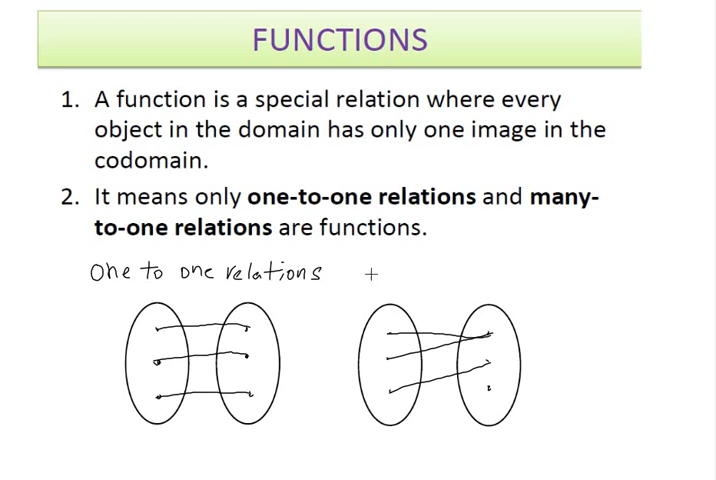 FUNCTIONS
1. A function is a special relation where every
object in the domain has only one image in the
codomain.
2. It means only one-to-one relations and many-
to-one relations are functions.
One to one relations